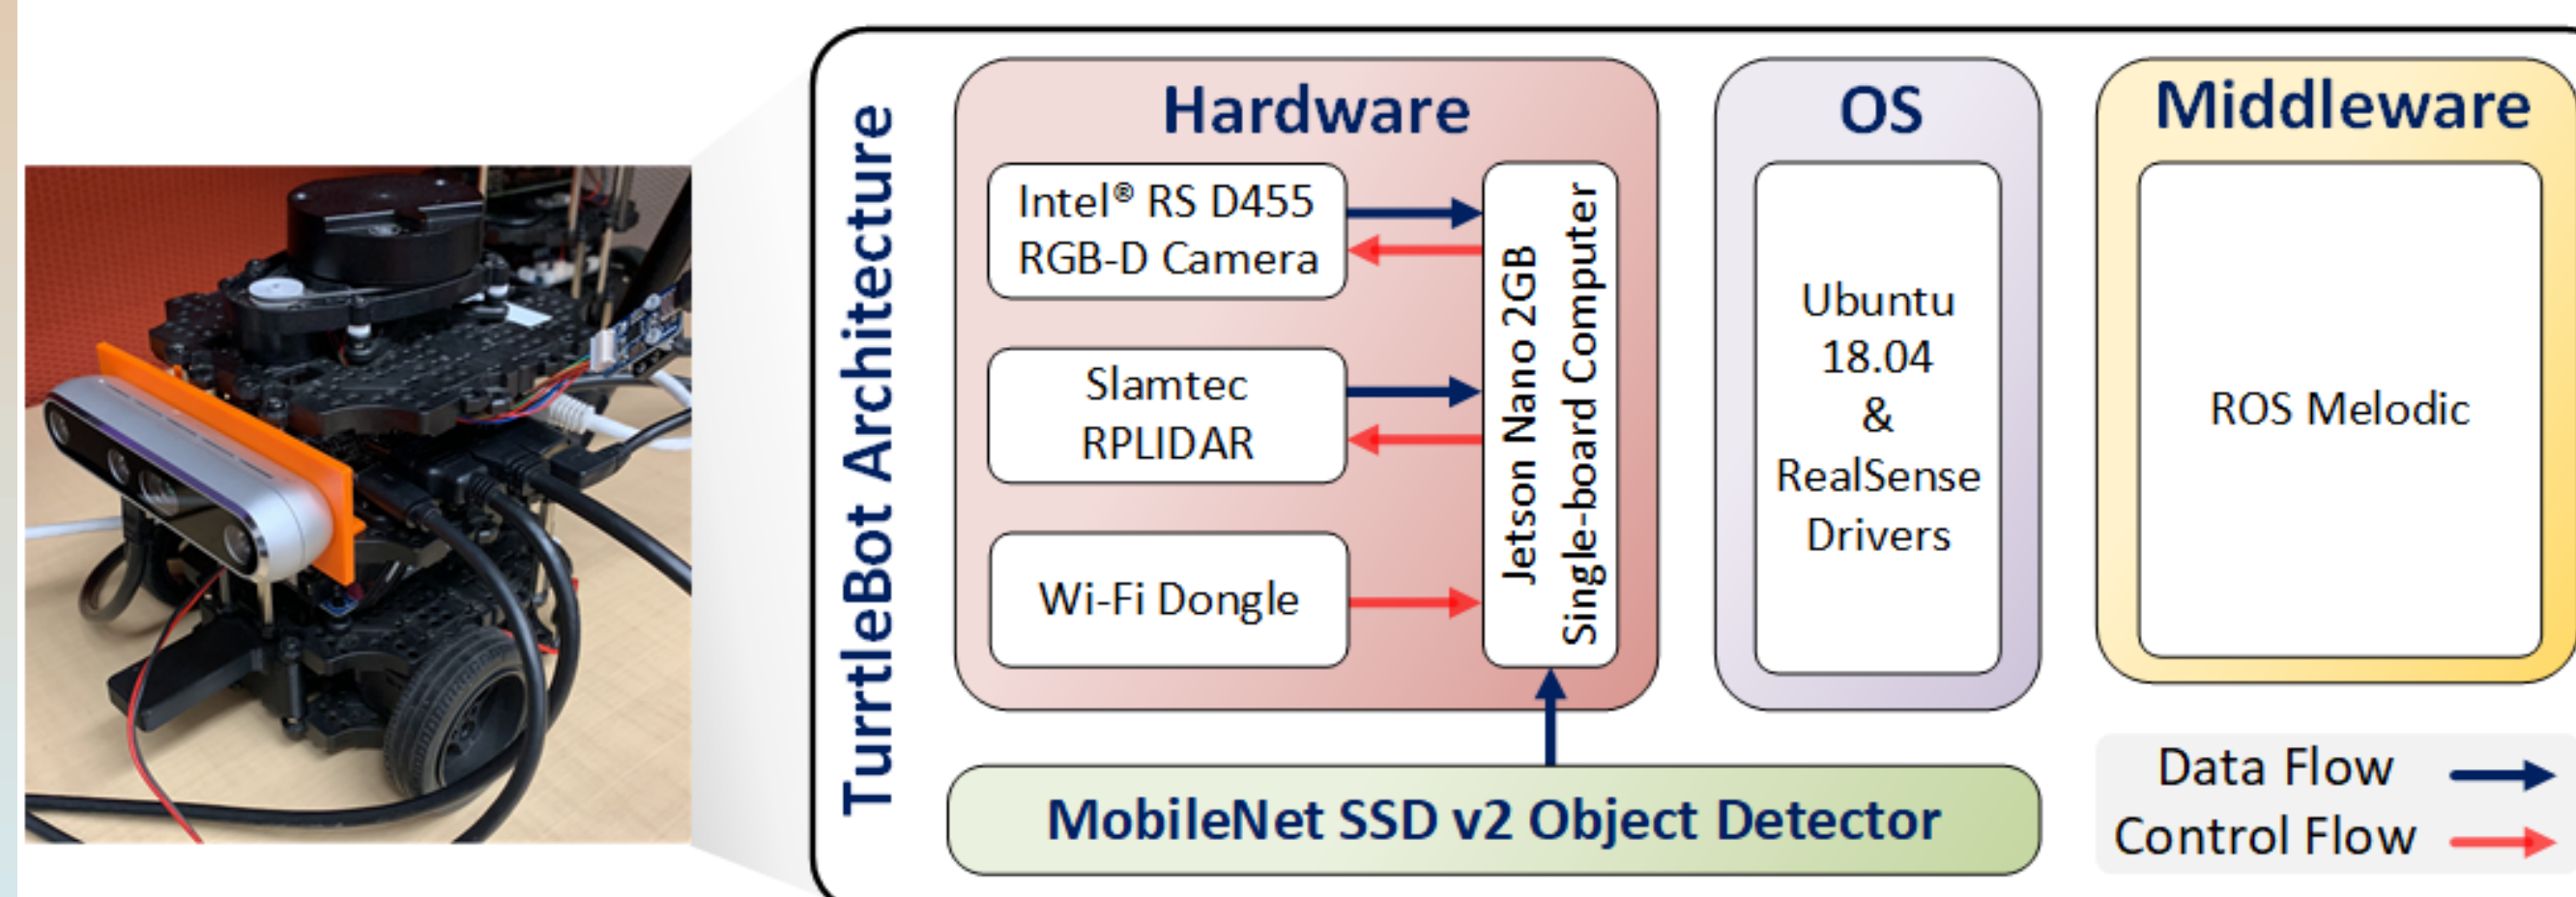 TurrtleBot Architecture
Hardware
Intel® RS D455
RGB-D Camera
Slamtec
RPLIDAR
Wi-Fi Dongle
Jetson Nano 2GB
Single-board Computer
OS
Ubuntu
18.04
&
RealSense
Drivers
Middleware
ROS Melodic
MobileNet SSD v2 Object Detector
Data Flow
Control Flow